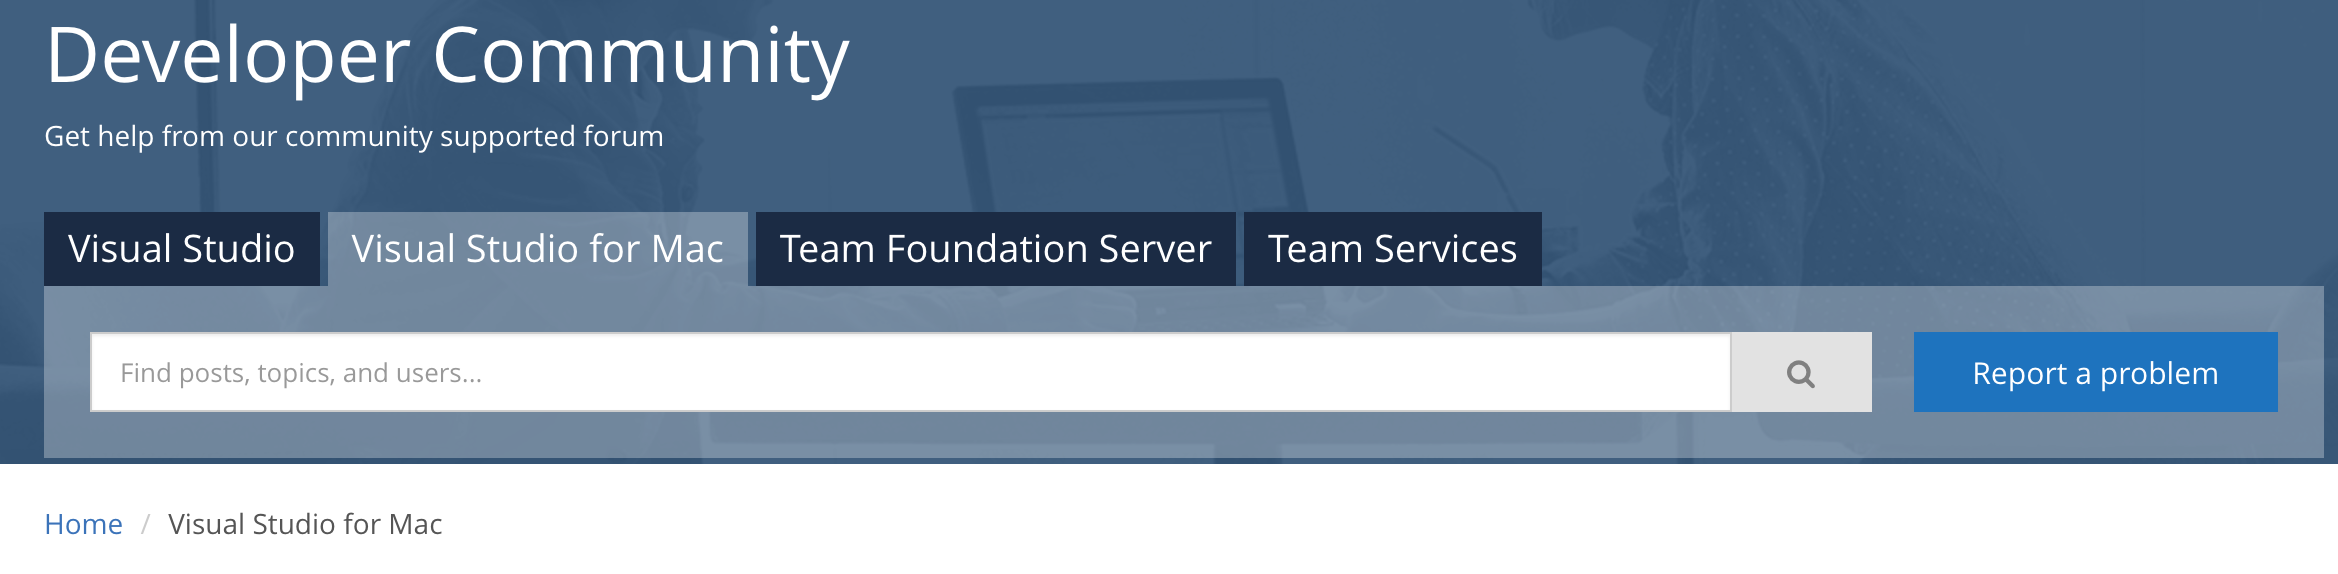 Developer Community
Get help from our community supported forum
Visual Studio Visual Studio for Mac Team Foundation Server Team Services
Find posts, topics, and users... Report a problem
Home / Visual Studio for Mac